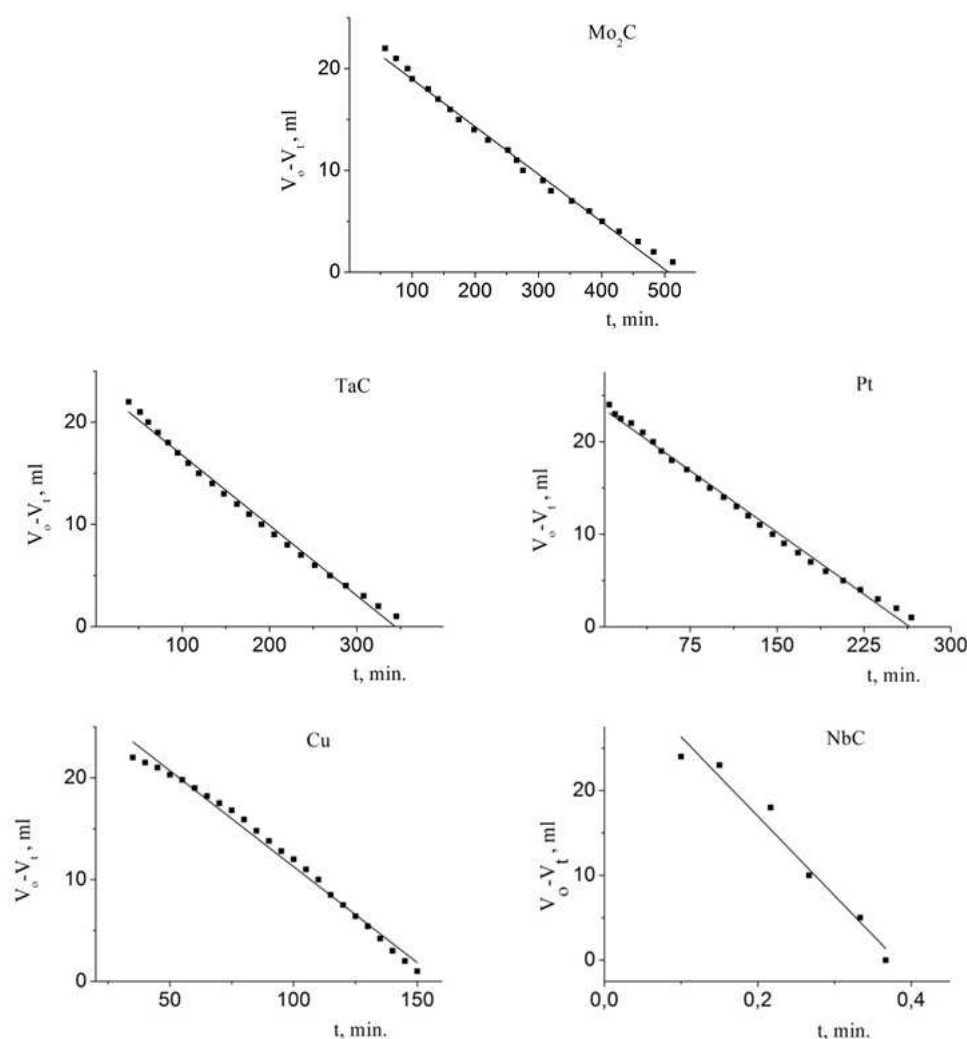 Mo₂C
V₀-Vₜ, ml
20
10
0
100 200 300 400 500
t, min.
TaC
V₀-Vₜ, ml
20
10
0
100 200 300
t, min.
Pt
V₀-Vₜ, ml
20
10
0
75 150 225 300
t, min.
Cu
V₀-Vₜ, ml
20
10
0
50 100 150
t, min.
NbC
V₀-Vₜ, ml
20
10
0
0,0 0,2 0,4
t, min.